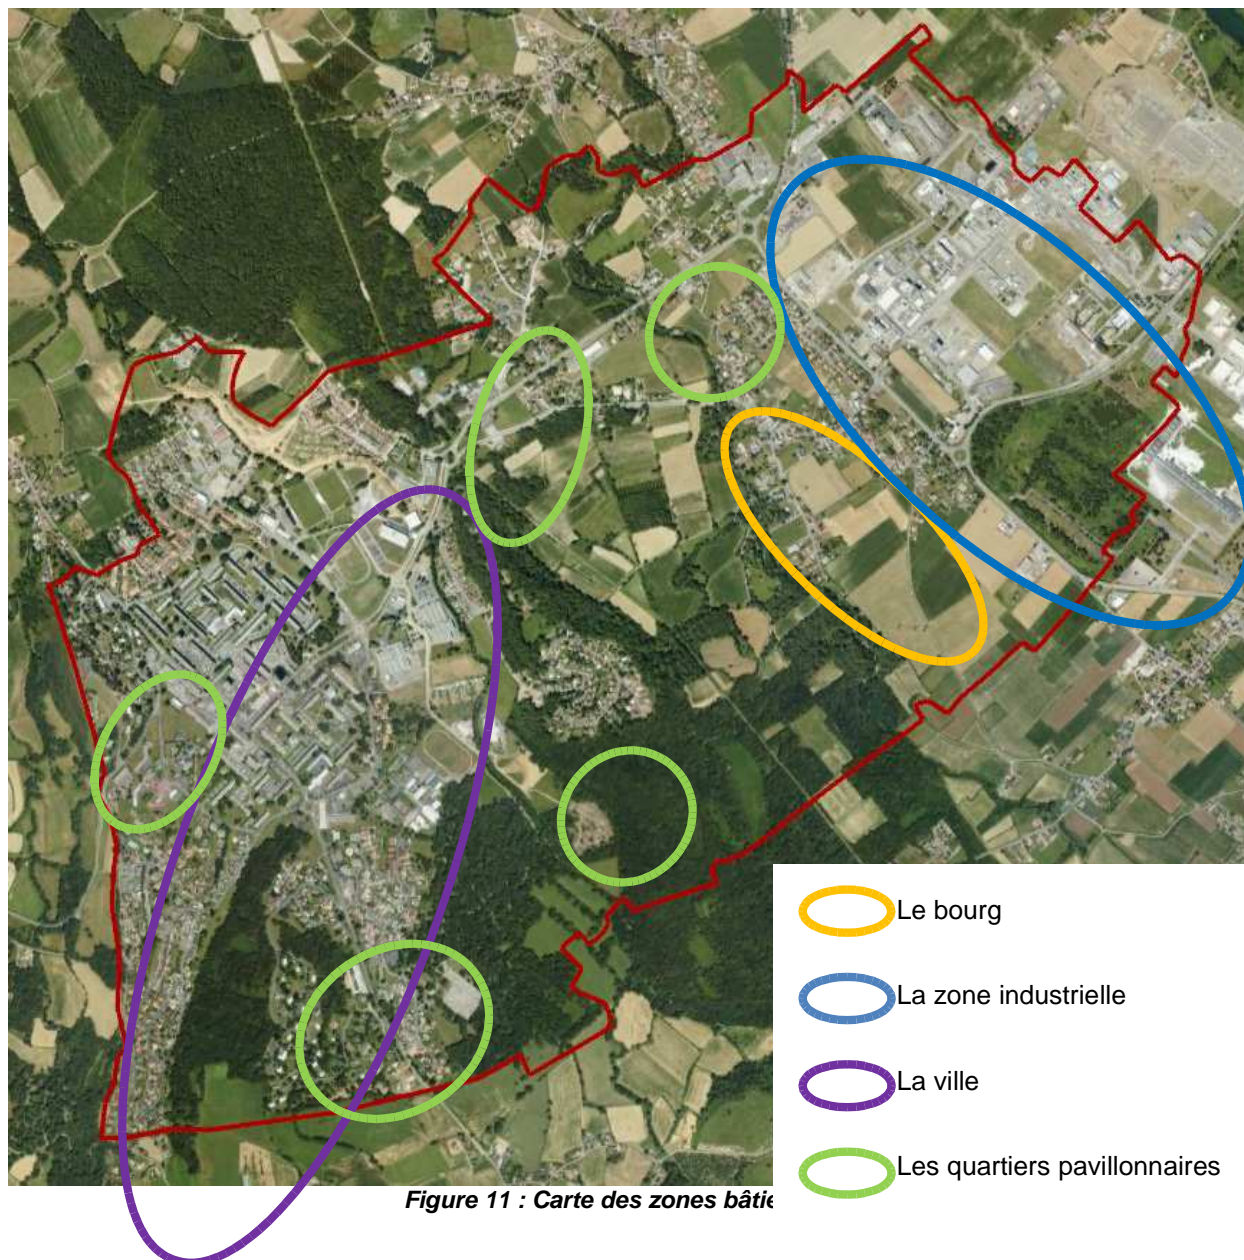 Le bourg
La zone industrielle
La ville
Les quartiers pavillonnaires
Figure 11 : Carte des zones bâtie